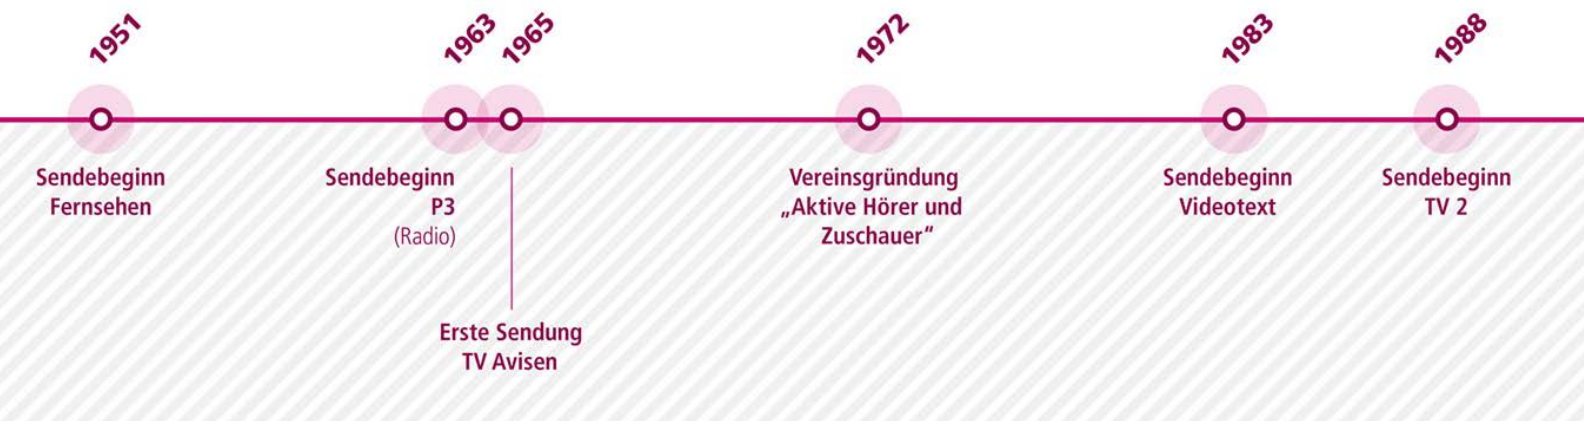 1951
1963
1965
1972
1983
1988
Sendebeginn
Fernsehen
Sendebeginn
P3
(Radio)
Erste Sendung
TV Avisen
Vereinsgründung
„Aktive Hörer und
Zuschauer“
Sendebeginn
Videotext
Sendebeginn
TV 2